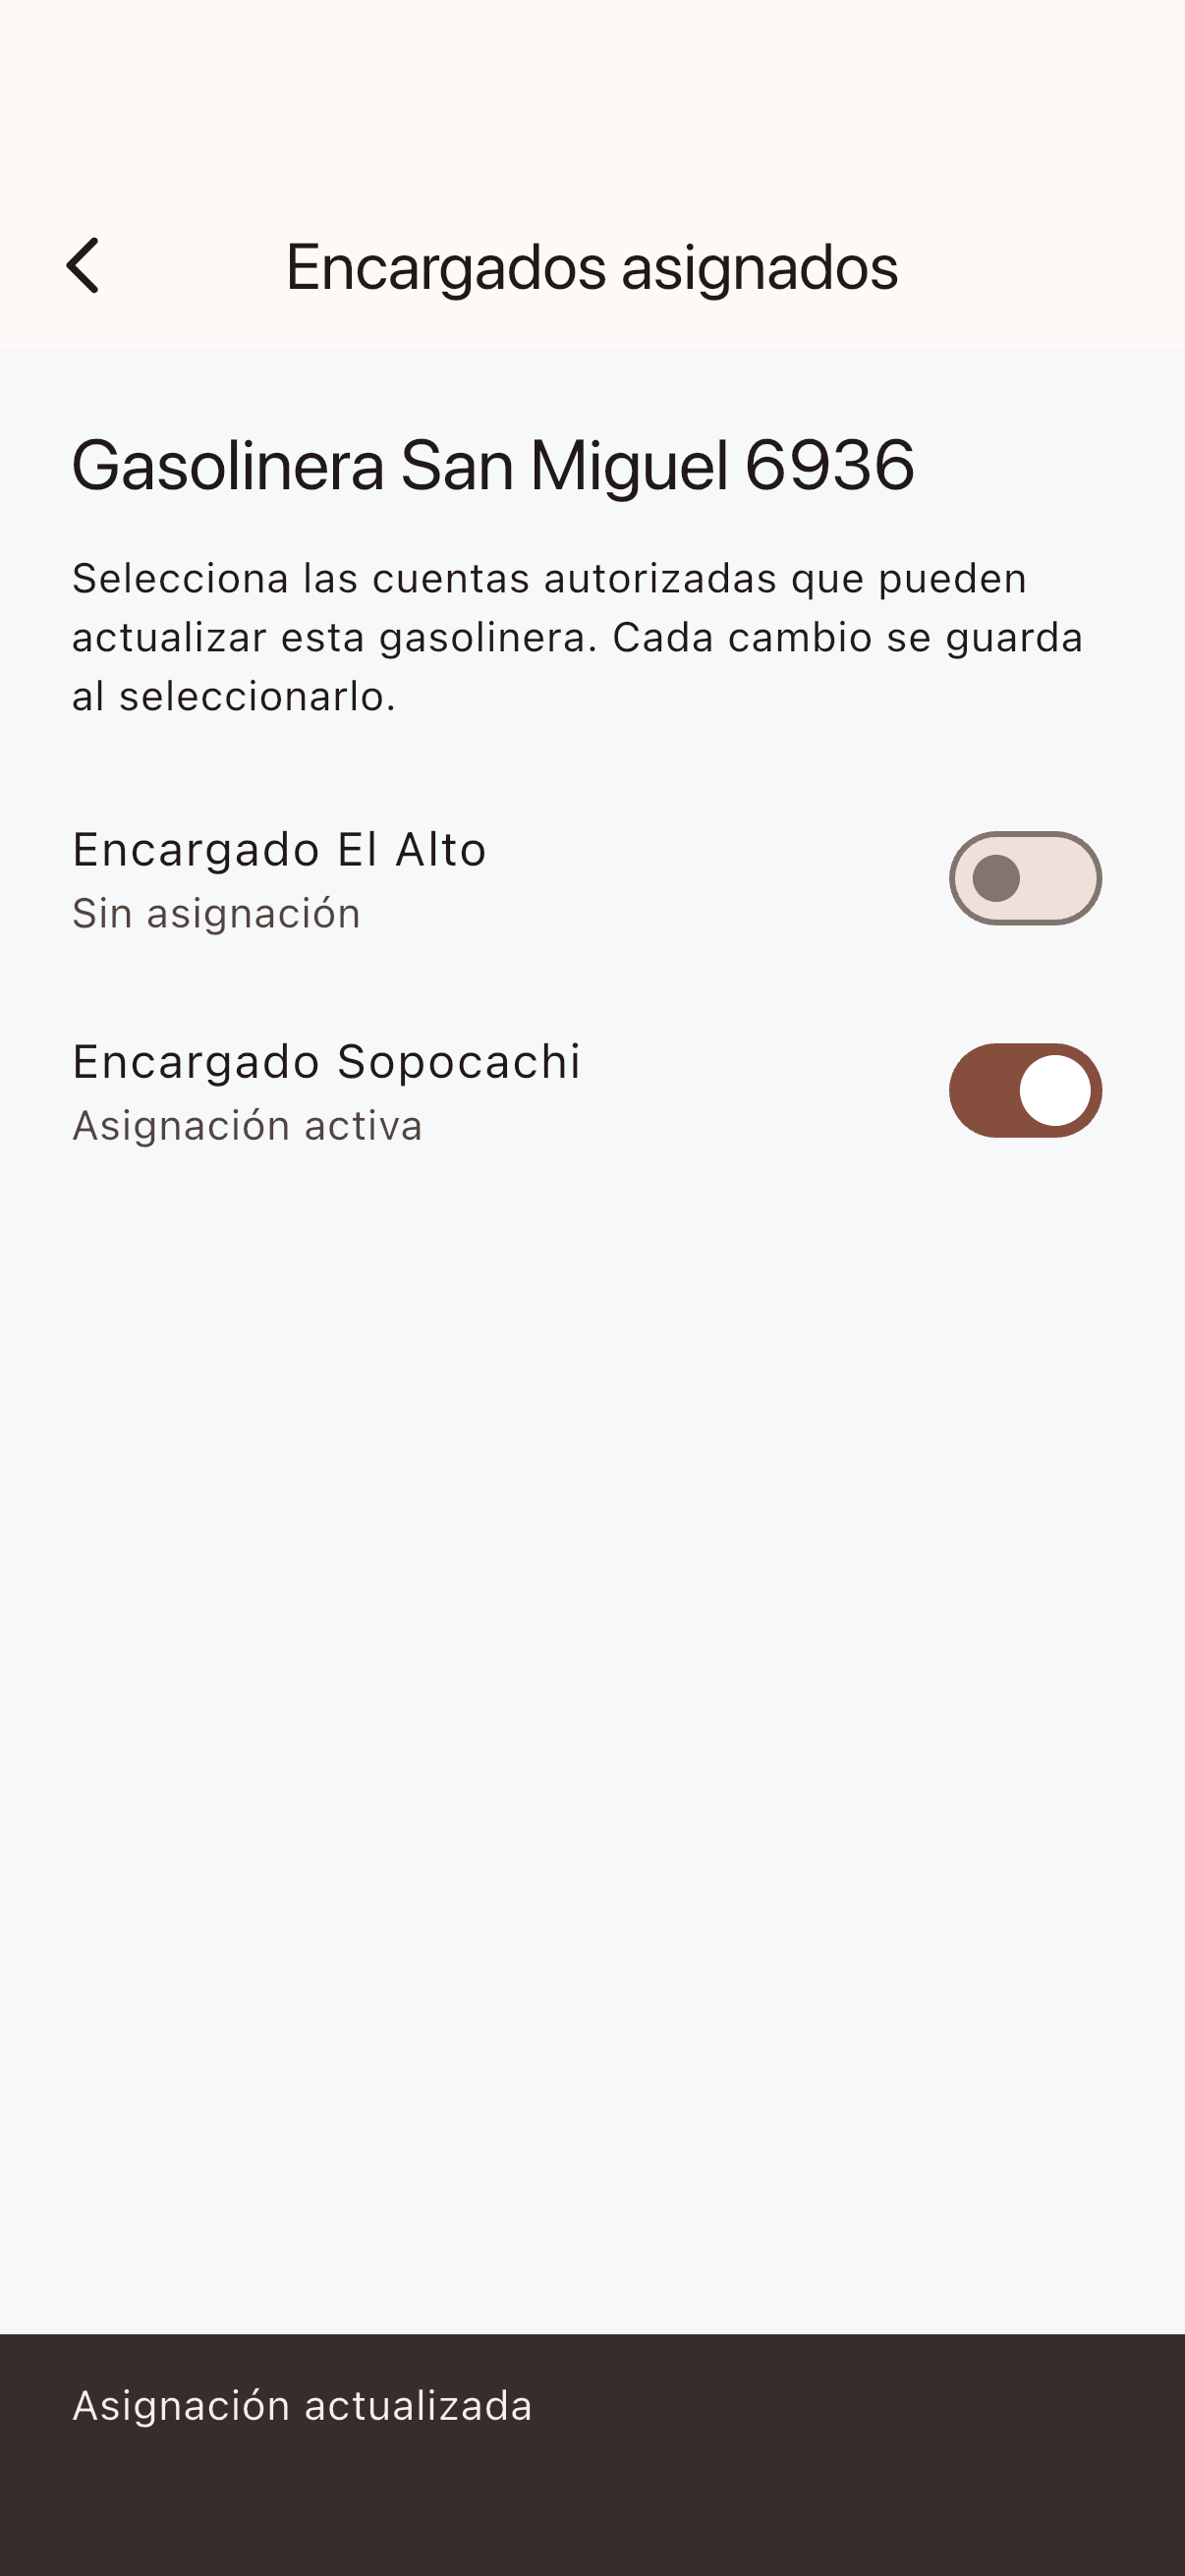 Encargados asignados
Gasolinera San Miguel 6936
Selecciona las cuentas autorizadas que pueden
actualizar esta gasolinera. Cada cambio se guarda
al seleccionarlo.
Encargado El Alto
Sin asignación
Encargado Sopocachi
Asignación activa
Asignación actualizada